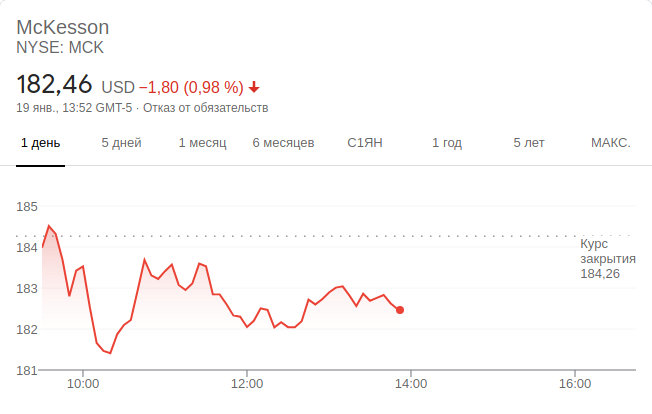 McKesson
NYSE: MCK
182,46 USD −1,80 (0,98 %)
19 янв., 13:52 GMT-5 · Отказ от обязательств
1 день 5 дней 1 месяц 6 месяцев С1ЯН 1 год 5 лет МАКС.
185
184
183
182
181
Курс
закрытия
184,26
10:00 12:00 14:00 16:00